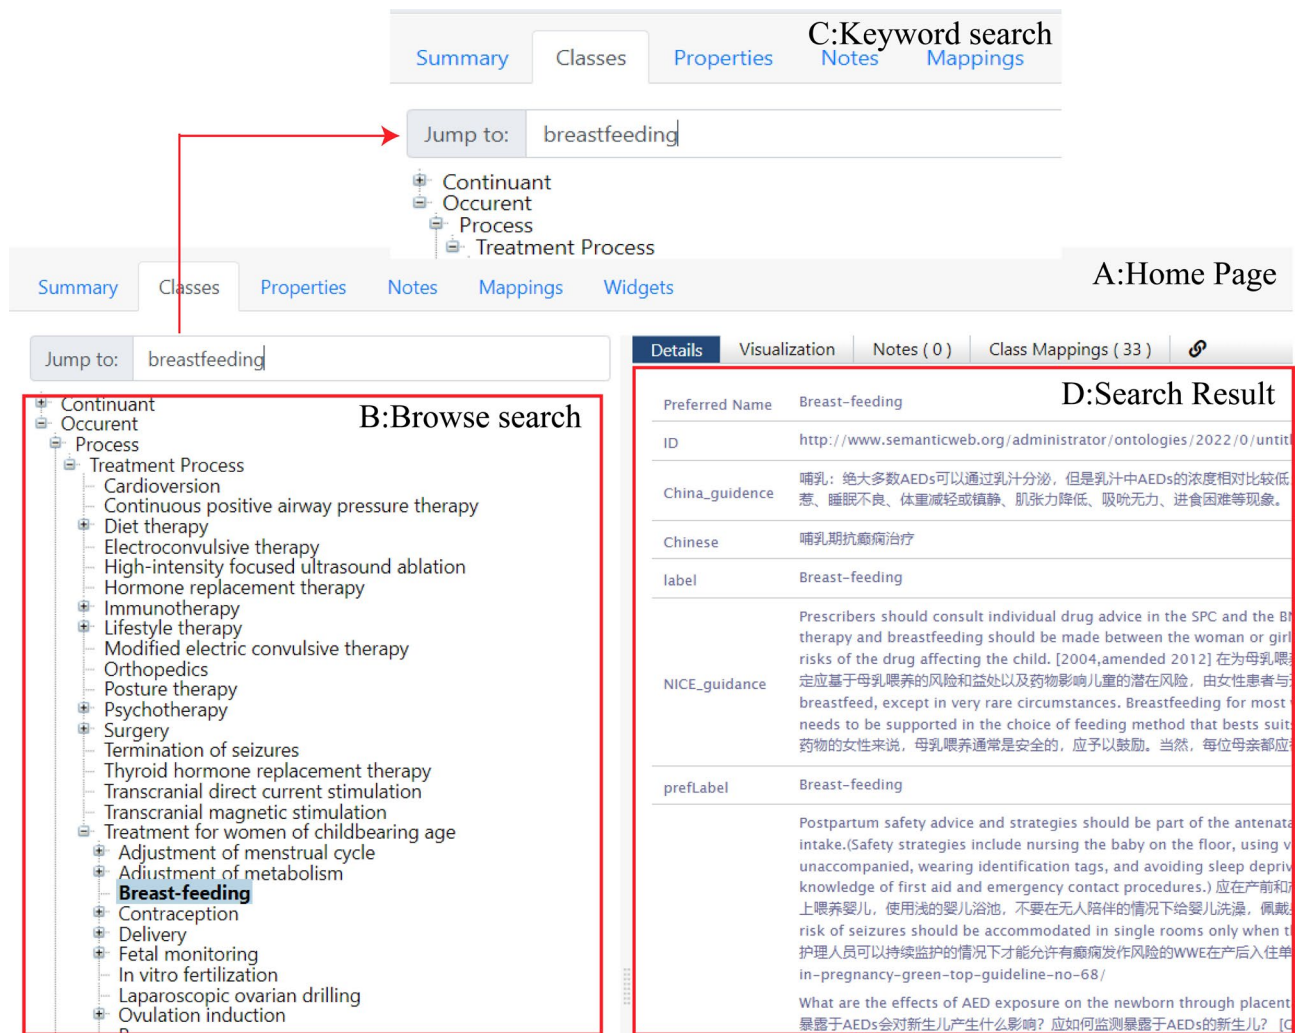 C:Keyword search
Summary Classes Properties Notes Mappings
Jump to: breastfeeding
Continuant
Occurent
Process
Treatment Process
A:Home Page
Summary Classes Properties Notes Mappings Widgets
Jump to: breastfeeding
B:Browse search
Continuant
Occurent
Process
Treatment Process
Cardioversion
Continuous positive airway pressure therapy
Diet therapy
Electroconvulsive therapy
High-intensity focused ultrasound ablation
Hormone replacement therapy
Immunotherapy
Lifestyle therapy
Modified electric convulsive therapy
Orthopedics
Posture therapy
Psychotherapy
Surgery
Termination of seizures
Thyroid hormone replacement therapy
Transcranial direct current stimulation
Transcranial magnetic stimulation
Treatment for women of childbearing age
Adjustment of menstrual cycle
Adjustment of metabolism
Breast-feeding
Contraception
Delivery
Fetal monitoring
In vitro fertilization
Laparoscopic ovarian drilling
Ovulation induction
Details Visualization Notes ( 0 ) Class Mappings ( 33 )
D:Search Result
Preferred Name Breast-feeding
ID http://www.semanticweb.org/administrator/ontologies/2022/0/untitl
China_guidence
哺乳：绝大多数AEDs可以通过乳汁分泌，但是乳汁中AEDs的浓度相对比较低
惹、睡眠不良、体重减轻或镇静、肌张力降低、吸吮无力、进食困难等现象。
Chinese 哺乳期抗癫痫治疗
label Breast-feeding
NICE_guidance
Prescribers should consult individual drug advice in the SPC and the
therapy and breastfeeding should be made between the woman or girl
risks of the drug affecting the child. [2004,amended 2012] 在为母乳喂
定应基于母乳喂养的风险和益处以及药物影响儿童的潜在风险，由女性患者与
breastfeed, except in very rare circumstances. Breastfeeding for most
needs to be supported in the choice of feeding method that bests suit
药物的女性来说，母乳喂养通常是安全的，应予以鼓励。当然，每位母亲都应
prefLabel Breast-feeding
Postpartum safety advice and strategies should be part of the antenata
intake.(Safety strategies include nursing the baby on the floor, using v
unaccompanied, wearing identification tags, and avoiding sleep depriv
knowledge of first aid and emergency contact procedures.) 应在产前和
上喂养婴儿，使用浅的婴儿浴池，不要在无人陪伴的情况下给婴儿洗澡，佩戴
risk of seizures should be accommodated in single rooms only when
护理人员可以持续监护的情况下才能允许有癫痫发作风险的WWE在产后入住单
in-pregnancy-green-top-guideline-no-68/
What are the effects of AED exposure on the newborn through placent
暴露于AEDs会对新生儿产生什么影响？应如何监测暴露于AEDs的新生儿？